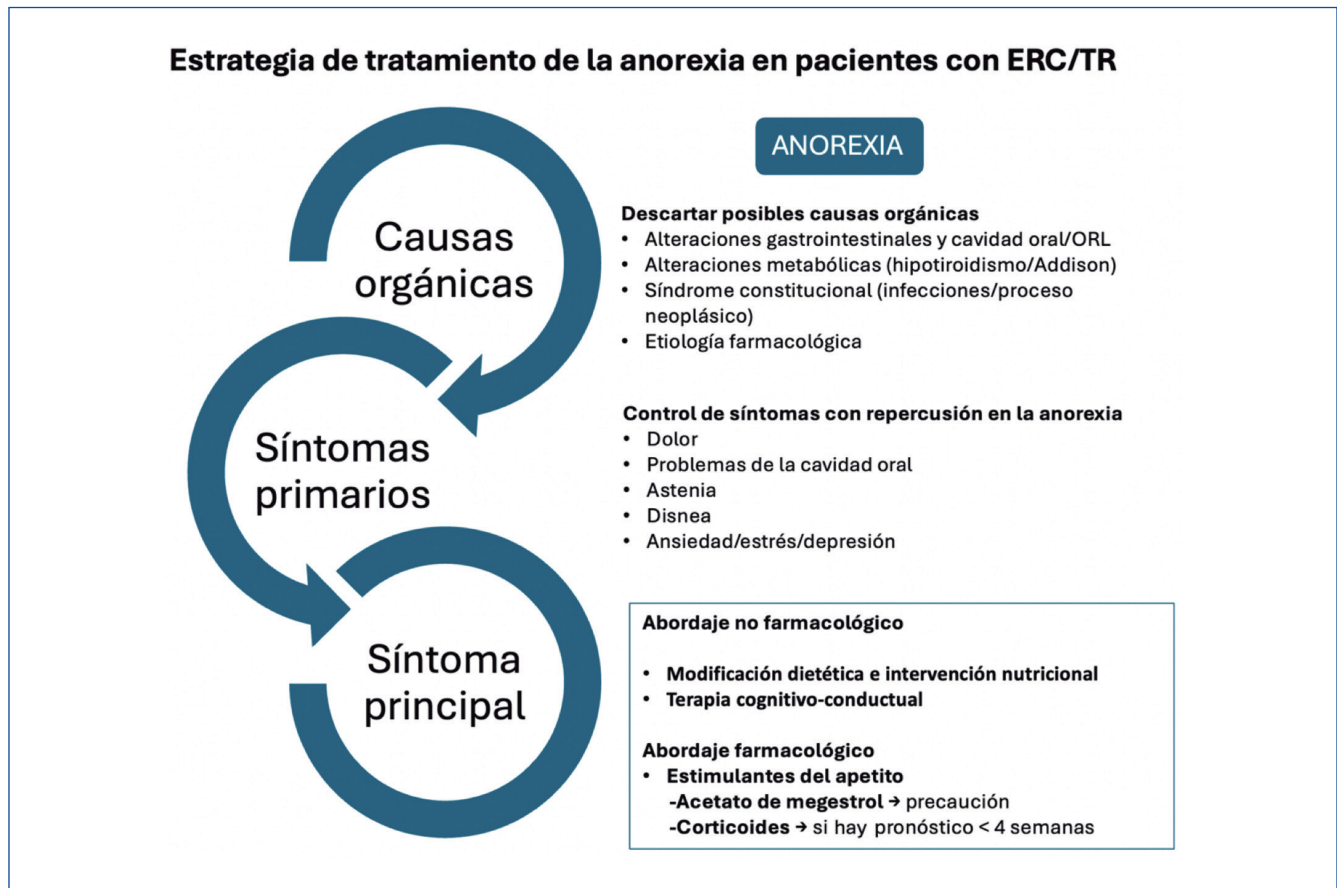 Estrategia de tratamiento de la anorexia en pacientes con ERC/TR
ANOREXIA
Causas
orgánicas
Descartar posibles causas orgánicas
• Alteraciones gastrointestinales y cavidad oral/ORL
• Alteraciones metabólicas (hipotiroidismo/Addison)
• Síndrome constitucional (infecciones/proceso
neoplásico)
• Etiología farmacológica
Síntomas
primarios
Control de síntomas con repercusión en la anorexia
• Dolor
• Problemas de la cavidad oral
• Astenia
• Disnea
• Ansiedad/estrés/depresión
Síntoma
principal
Abordaje no farmacológico
• Modificación dietética e intervención nutricional
• Terapia cognitivo-conductual
Abordaje farmacológico
• Estimulantes del apetito
-Acetato de megestrol → precaución
-Corticoides → si hay pronóstico < 4 semanas